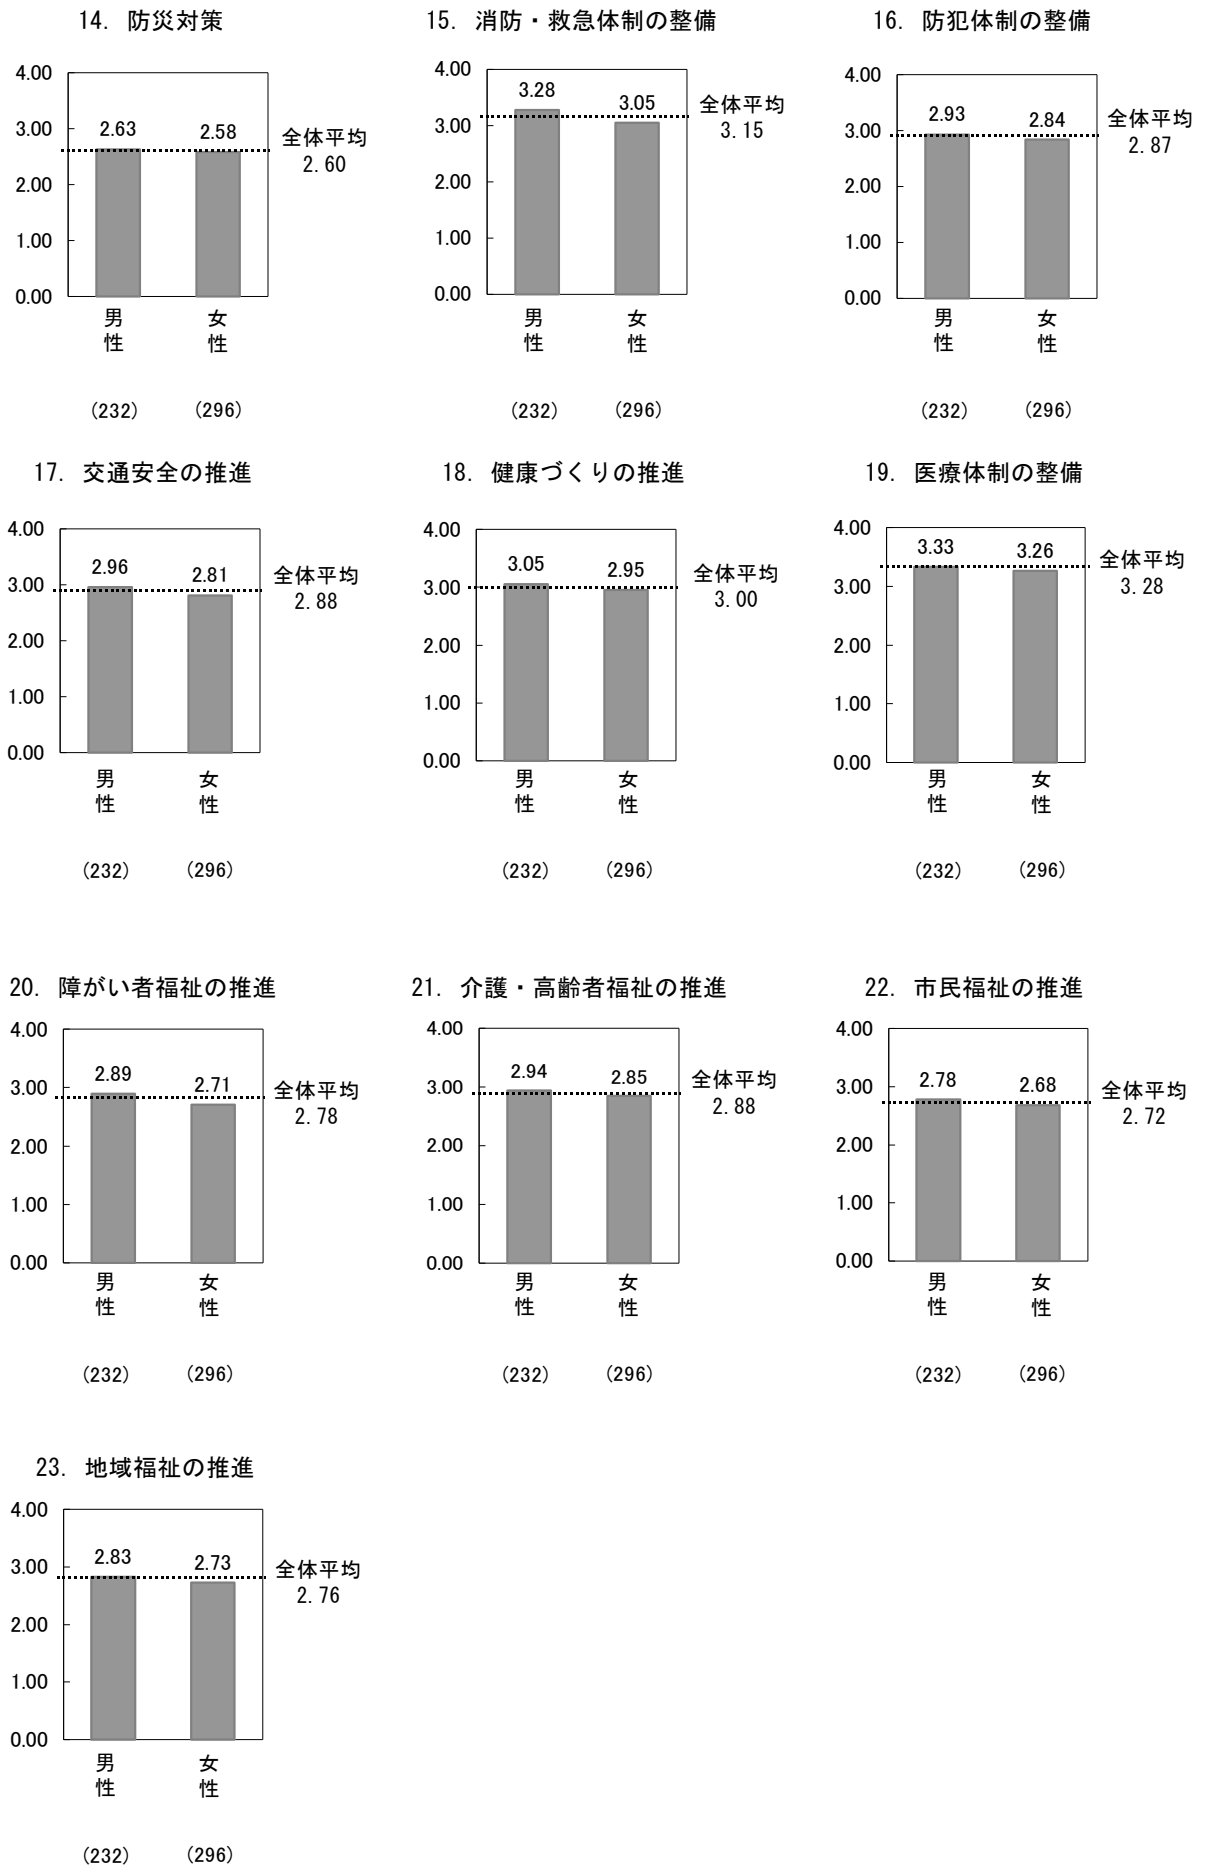 14. 防災対策
4.00
3.00
2.00
1.00
0.00
2.63
2.58
全体平均
2.60
男性
女性
(232)
(296)
15. 消防・救急体制の整備
4.00
3.00
2.00
1.00
0.00
3.28
3.05
全体平均
3.15
男性
女性
(232)
(296)
16. 防犯体制の整備
4.00
3.00
2.00
1.00
0.00
2.93
2.84
全体平均
2.87
男性
女性
(232)
(296)
17. 交通安全の推進
4.00
3.00
2.00
1.00
0.00
2.96
2.81
全体平均
2.88
男性
女性
(232)
(296)
18. 健康づくりの推進
4.00
3.00
2.00
1.00
0.00
3.05
2.95
全体平均
3.00
男性
女性
(232)
(296)
19. 医療体制の整備
4.00
3.00
2.00
1.00
0.00
3.33
3.26
全体平均
3.28
男性
女性
(232)
(296)
20. 障がい者福祉の推進
4.00
3.00
2.00
1.00
0.00
2.89
2.71
全体平均
2.78
男性
女性
(232)
(296)
21. 介護・高齢者福祉の推進
4.00
3.00
2.00
1.00
0.00
2.94
2.85
全体平均
2.88
男性
女性
(232)
(296)
22. 市民福祉の推進
4.00
3.00
2.00
1.00
0.00
2.78
2.68
全体平均
2.72
男性
女性
(232)
(296)
23. 地域福祉の推進
4.00
3.00
2.00
1.00
0.00
2.83
2.73
全体平均
2.76
男性
女性
(232)
(296)